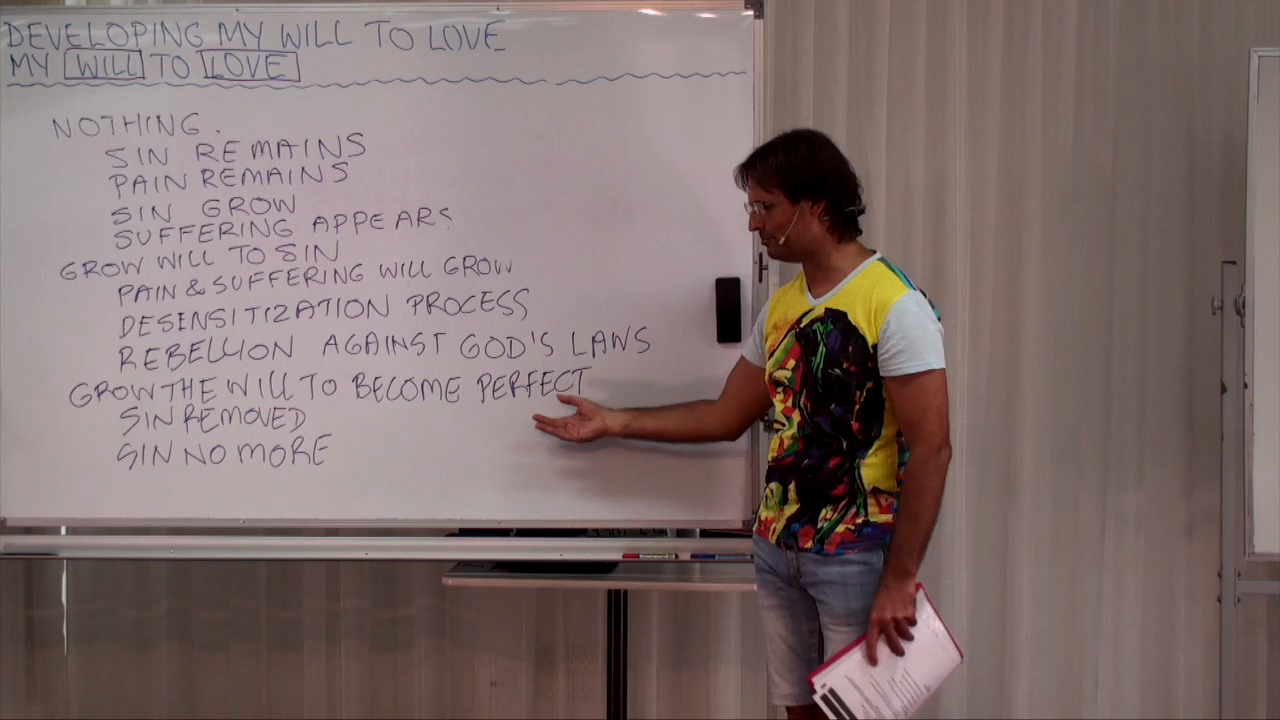 DEVELOPING MY WILL TO LOVE
MY WILL TO LOVE
NOTHING.
SIN REMAINS
PAIN REMAINS
SIN GROW
SUFFERING APPEARS
GROW WILL TO SIN
PAIN & SUFFERING WILL GROW
DESENSITIZATION PROCESS
REBELLION AGAINST GOD'S LAWS
GROW THE WILL TO BECOME PERFECT
SIN REMOVED
SIN NO MORE